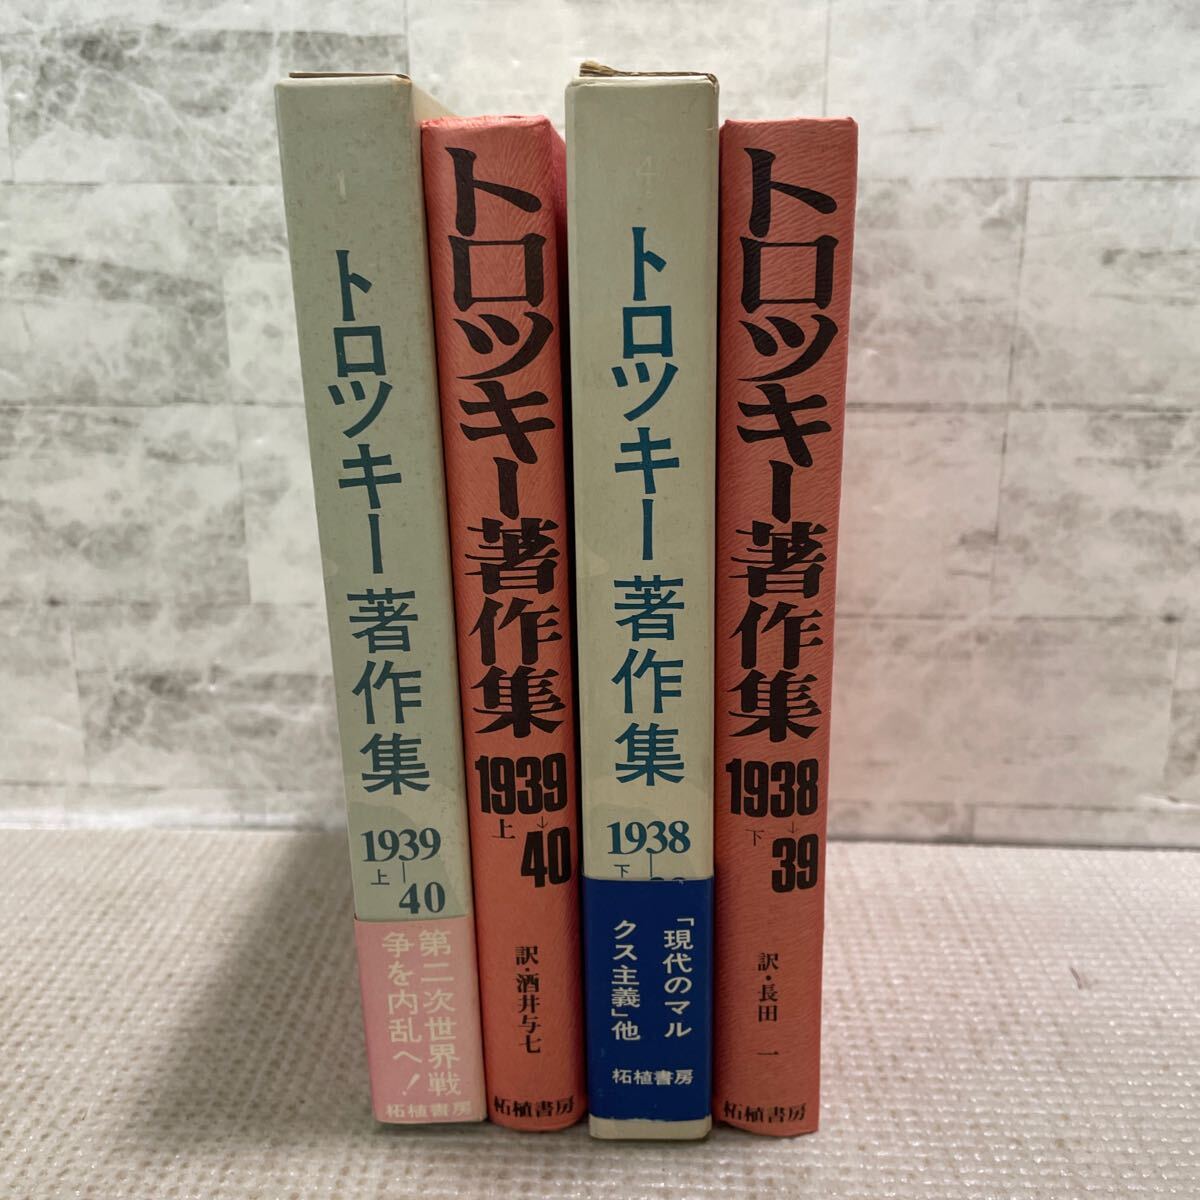 1
トロツキー著作集
1939
上
|
40
第二次世界戦
争を内乱へ!
柘植書房
トロツキー著作集
1939
上
↓
40
訳・酒井与七
柘植書房
4
トロツキー著作集
1938
下
|
「現代のマル
クス主義」他
柘植書房
トロツキー著作集
1938
下
↓
39
訳・長田 一
柘植書房